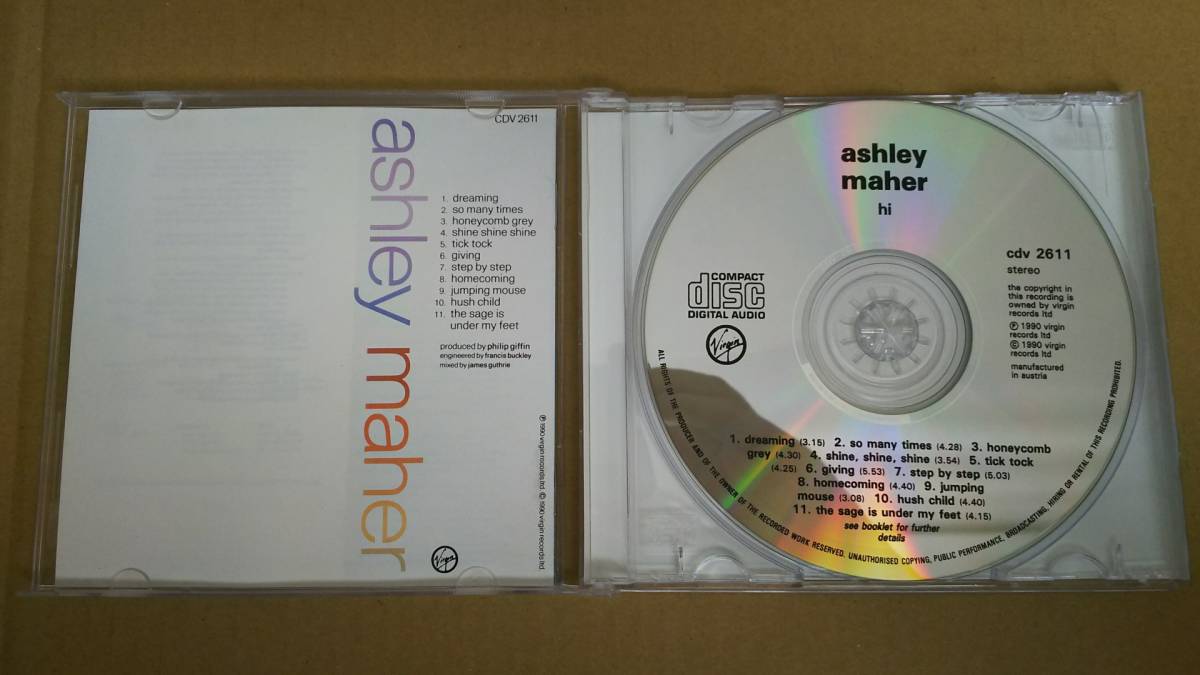 CDV 2611
ashley maher
1. dreaming
2. so many times
3. honeycomb grey
4. shine shine shine
5. tick tock
6. giving
7. step by step
8. homecoming
9. jumping mouse
10. hush child
11. the sage is
under my feet
produced by philip giffin
engineered by francis buckley
mixed by james guthrie
℗ 1990 virgin records ltd © 1990 virgin records ltd
Virgin
ashley
maher
hi
COMPACT
disc
DIGITAL AUDIO
Virgin
cdv 2611
stereo
the copyright in
this recording is
owned by virgin
records ltd
℗ 1990 virgin
records ltd
© 1990 virgin
records ltd
manufactured
in austria
1. dreaming (3.15) 2. so many times (4.28) 3. honeycomb
grey (4.30) 4. shine, shine, shine (3.54) 5. tick tock
(4.25) 6. giving (5.53) 7. step by step (5.03)
8. homecoming (4.40) 9. jumping
mouse (3.08) 10. hush child (4.40)
11. the sage is under my feet (4.15)
see booklet for further
details
ALL RIGHTS OF THE PRODUCER AND OF THE OWNER OF THE RECORDED WORK RESERVED. UNAUTHORISED COPYING, PUBLIC PERFORMANCE, BROADCASTING, HIRING OR RENTAL OF THIS RECORDING PROHIBITED.